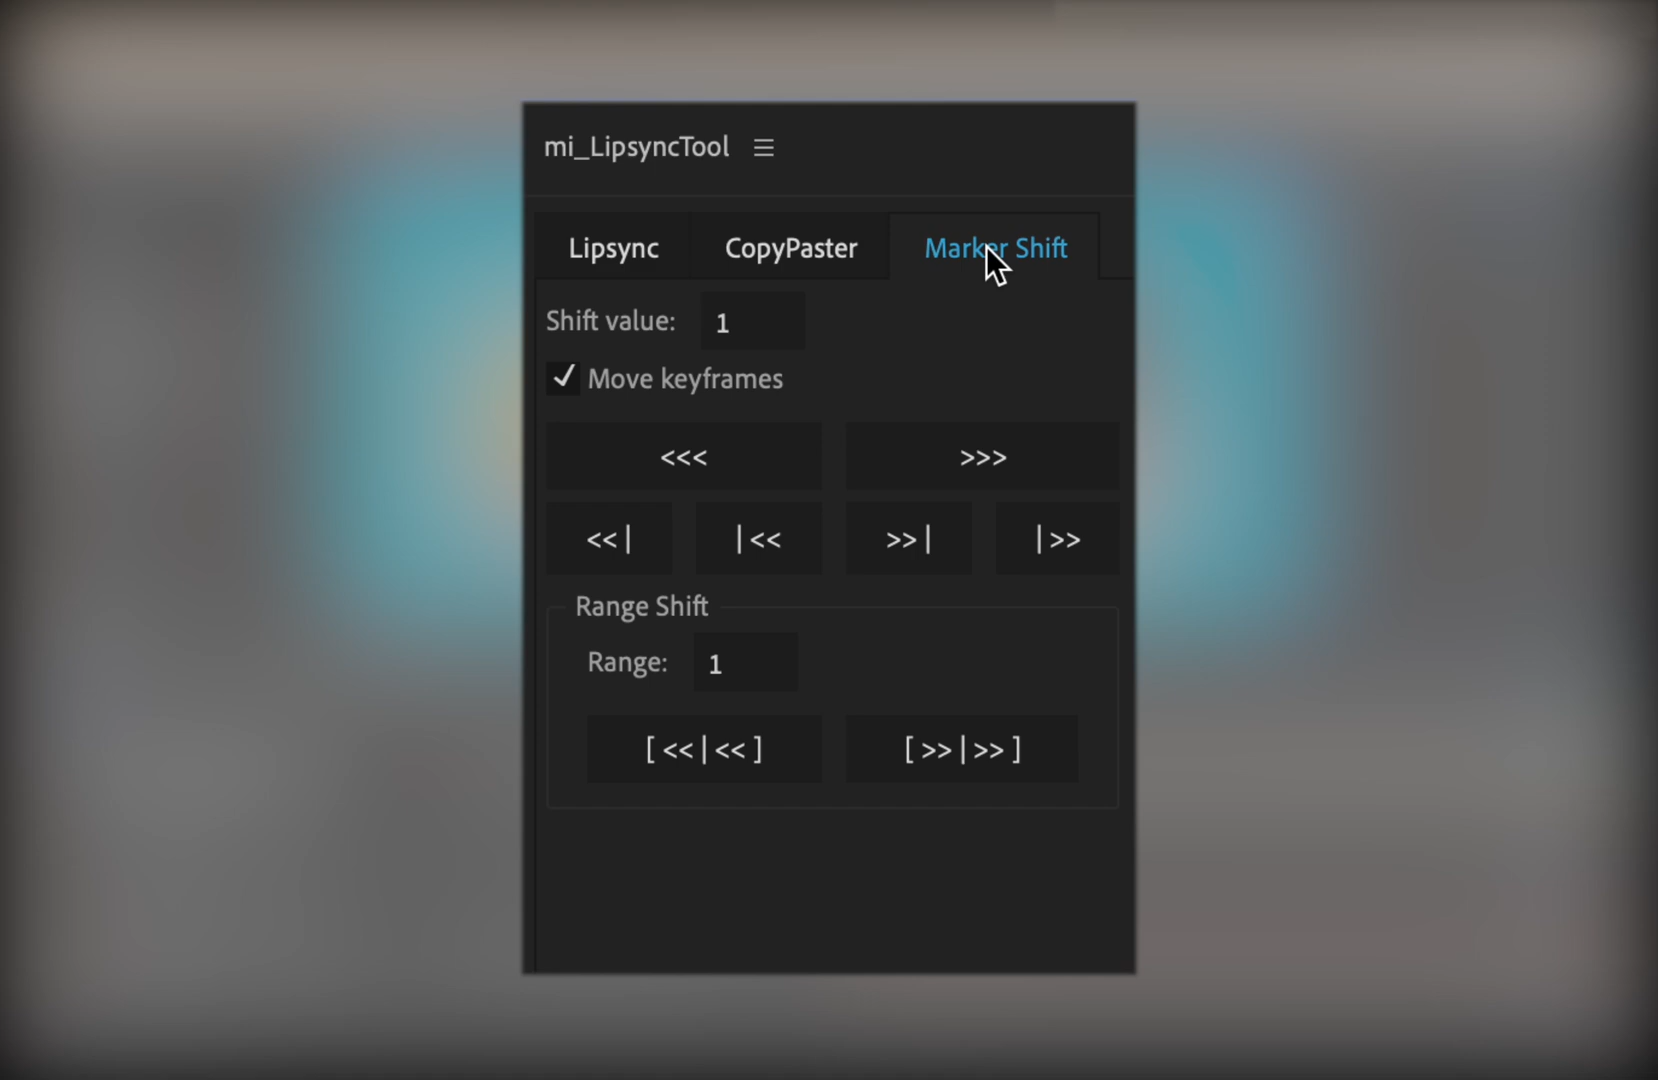 mi_LipsyncTool ☰
Lipsync CopyPaster Marker Shift
Shift value: 1
✓ Move keyframes
<<< >>>
<<| |<< >>| |>>
Range Shift
Range: 1
[ <<|<< ] [ >>|>> ]